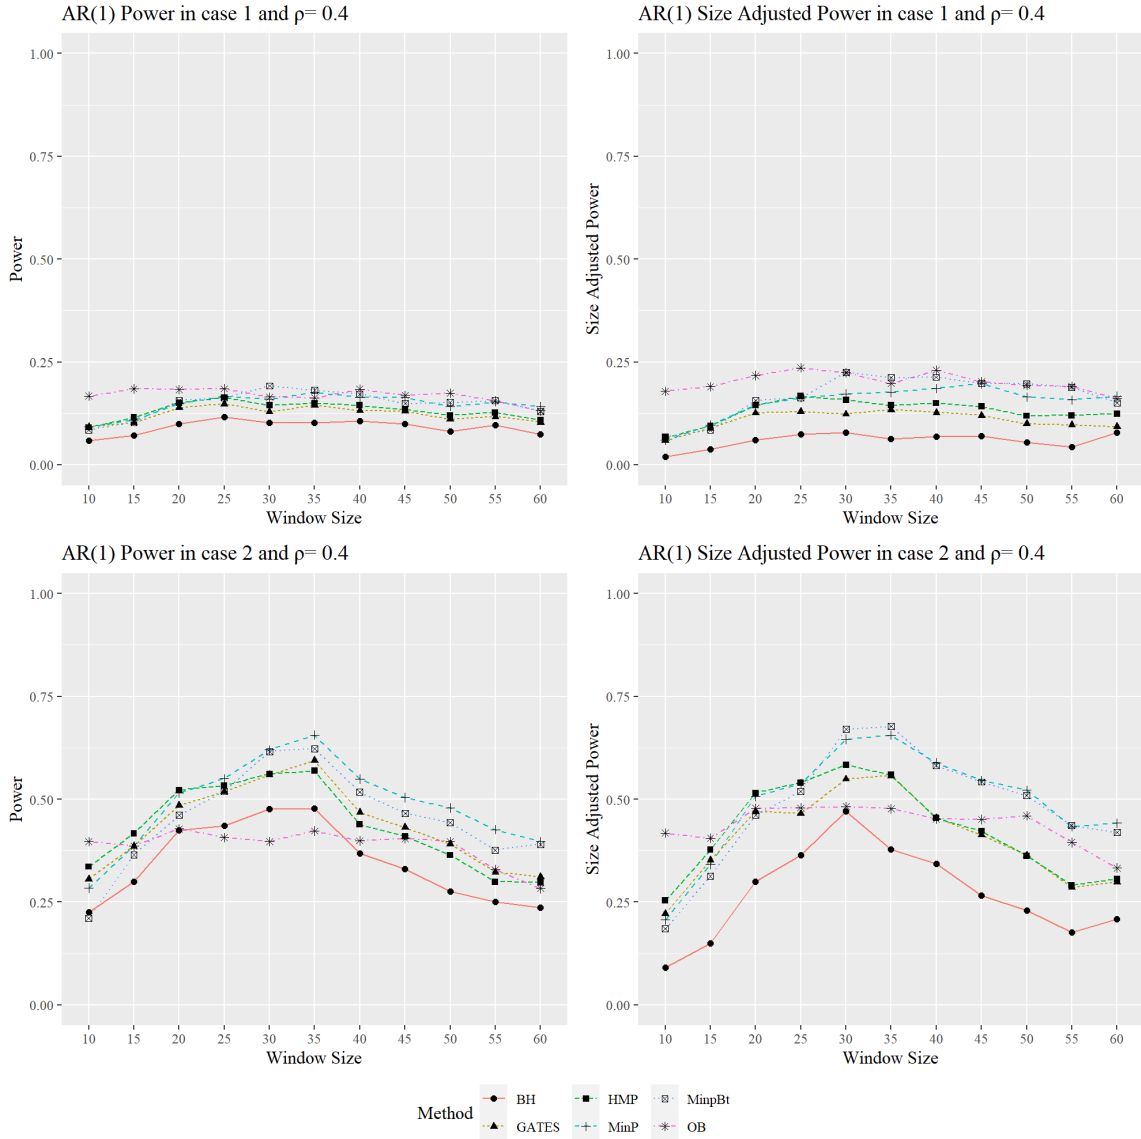 AR(1) Power in case 1 and ρ= 0.4
1.00
0.75
0.50
0.25
0.00
Power
10 15 20 25 30 35 40 45 50 55 60
Window Size
AR(1) Size Adjusted Power in case 1 and ρ= 0.4
1.00
0.75
0.50
0.25
0.00
Size Adjusted Power
10 15 20 25 30 35 40 45 50 55 60
Window Size
AR(1) Power in case 2 and ρ= 0.4
1.00
0.75
0.50
0.25
0.00
Power
10 15 20 25 30 35 40 45 50 55 60
Window Size
AR(1) Size Adjusted Power in case 2 and ρ= 0.4
1.00
0.75
0.50
0.25
0.00
Size Adjusted Power
10 15 20 25 30 35 40 45 50 55 60
Window Size
Method
BH HMP MinpBt
GATES MinP OB